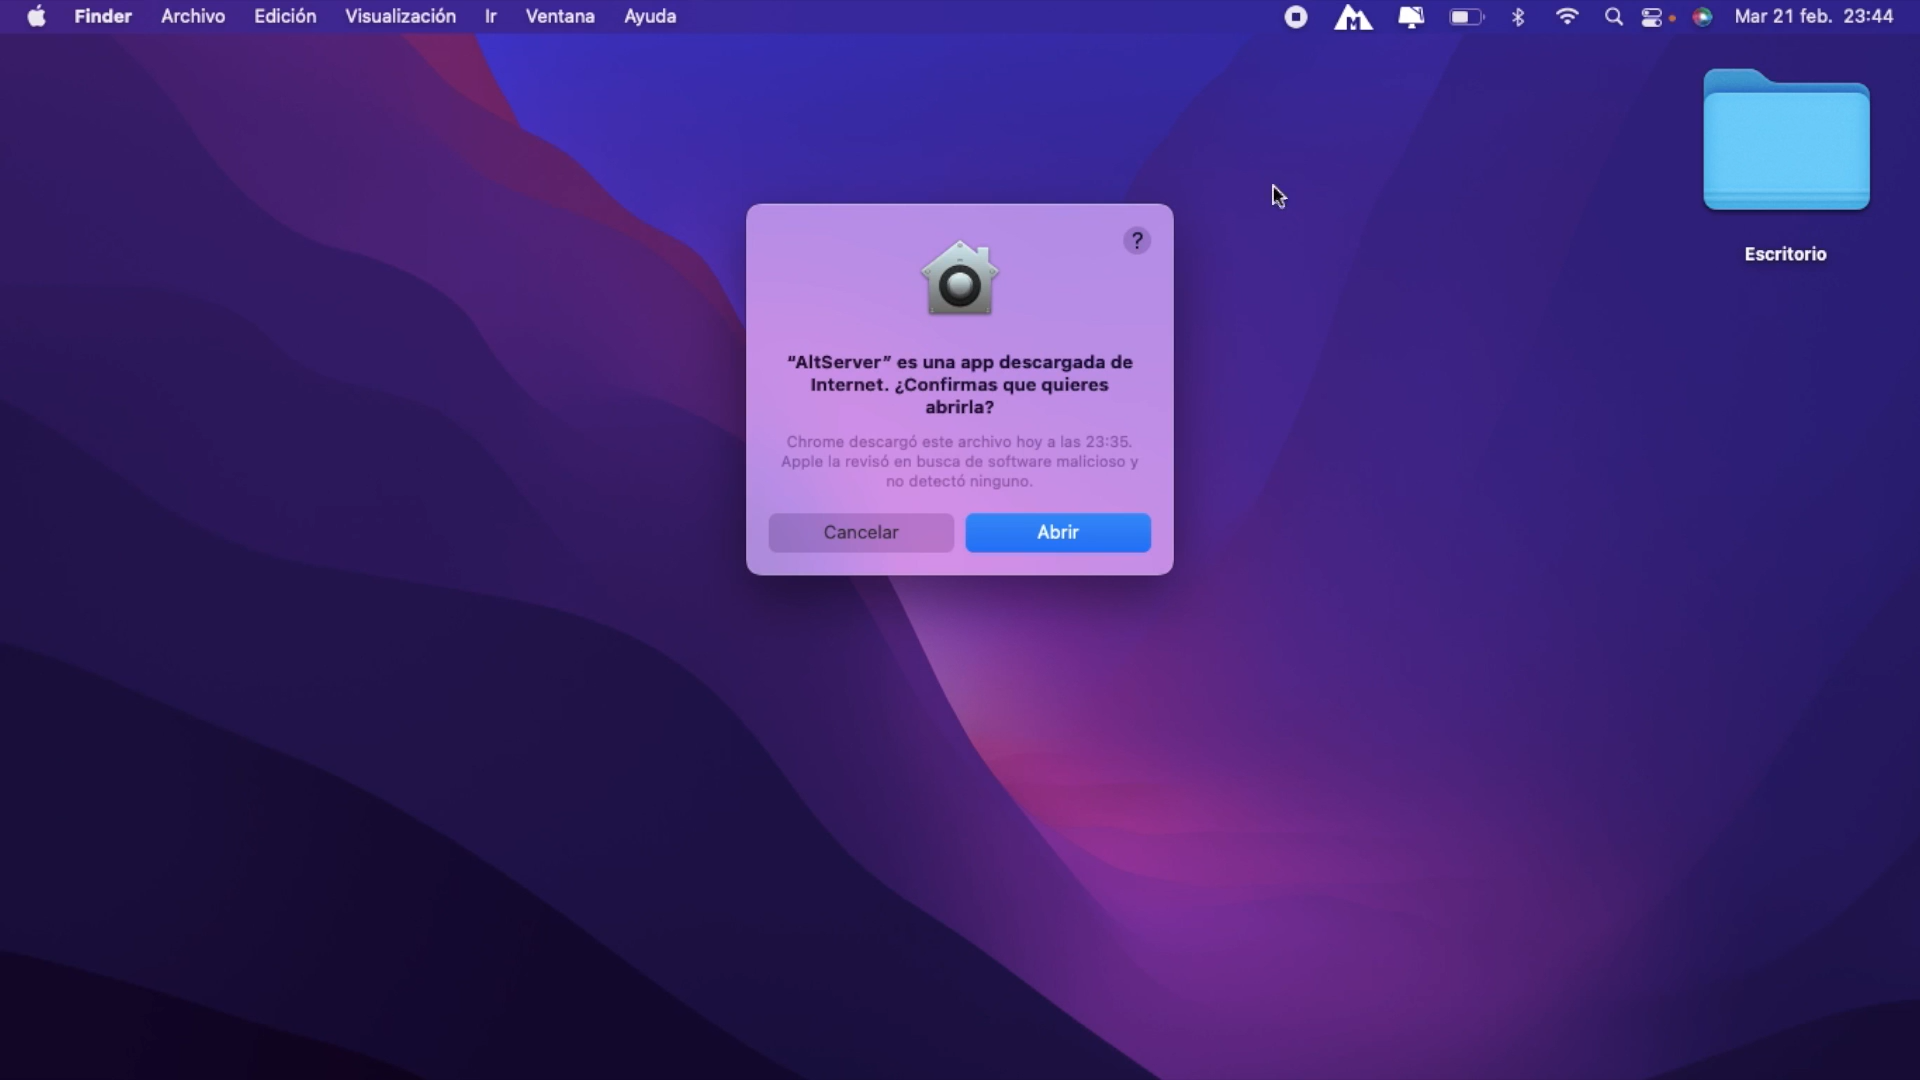 Finder Archivo Edición Visualización Ir Ventana Ayuda Mar 21 feb. 23:44
Escritorio
?
“AltServer” es una app descargada de
Internet. ¿Confirmas que quieres
abrirla?
Chrome descargó este archivo hoy a las 23:35.
Apple la revisó en busca de software malicioso y
no detectó ninguno.
Cancelar Abrir